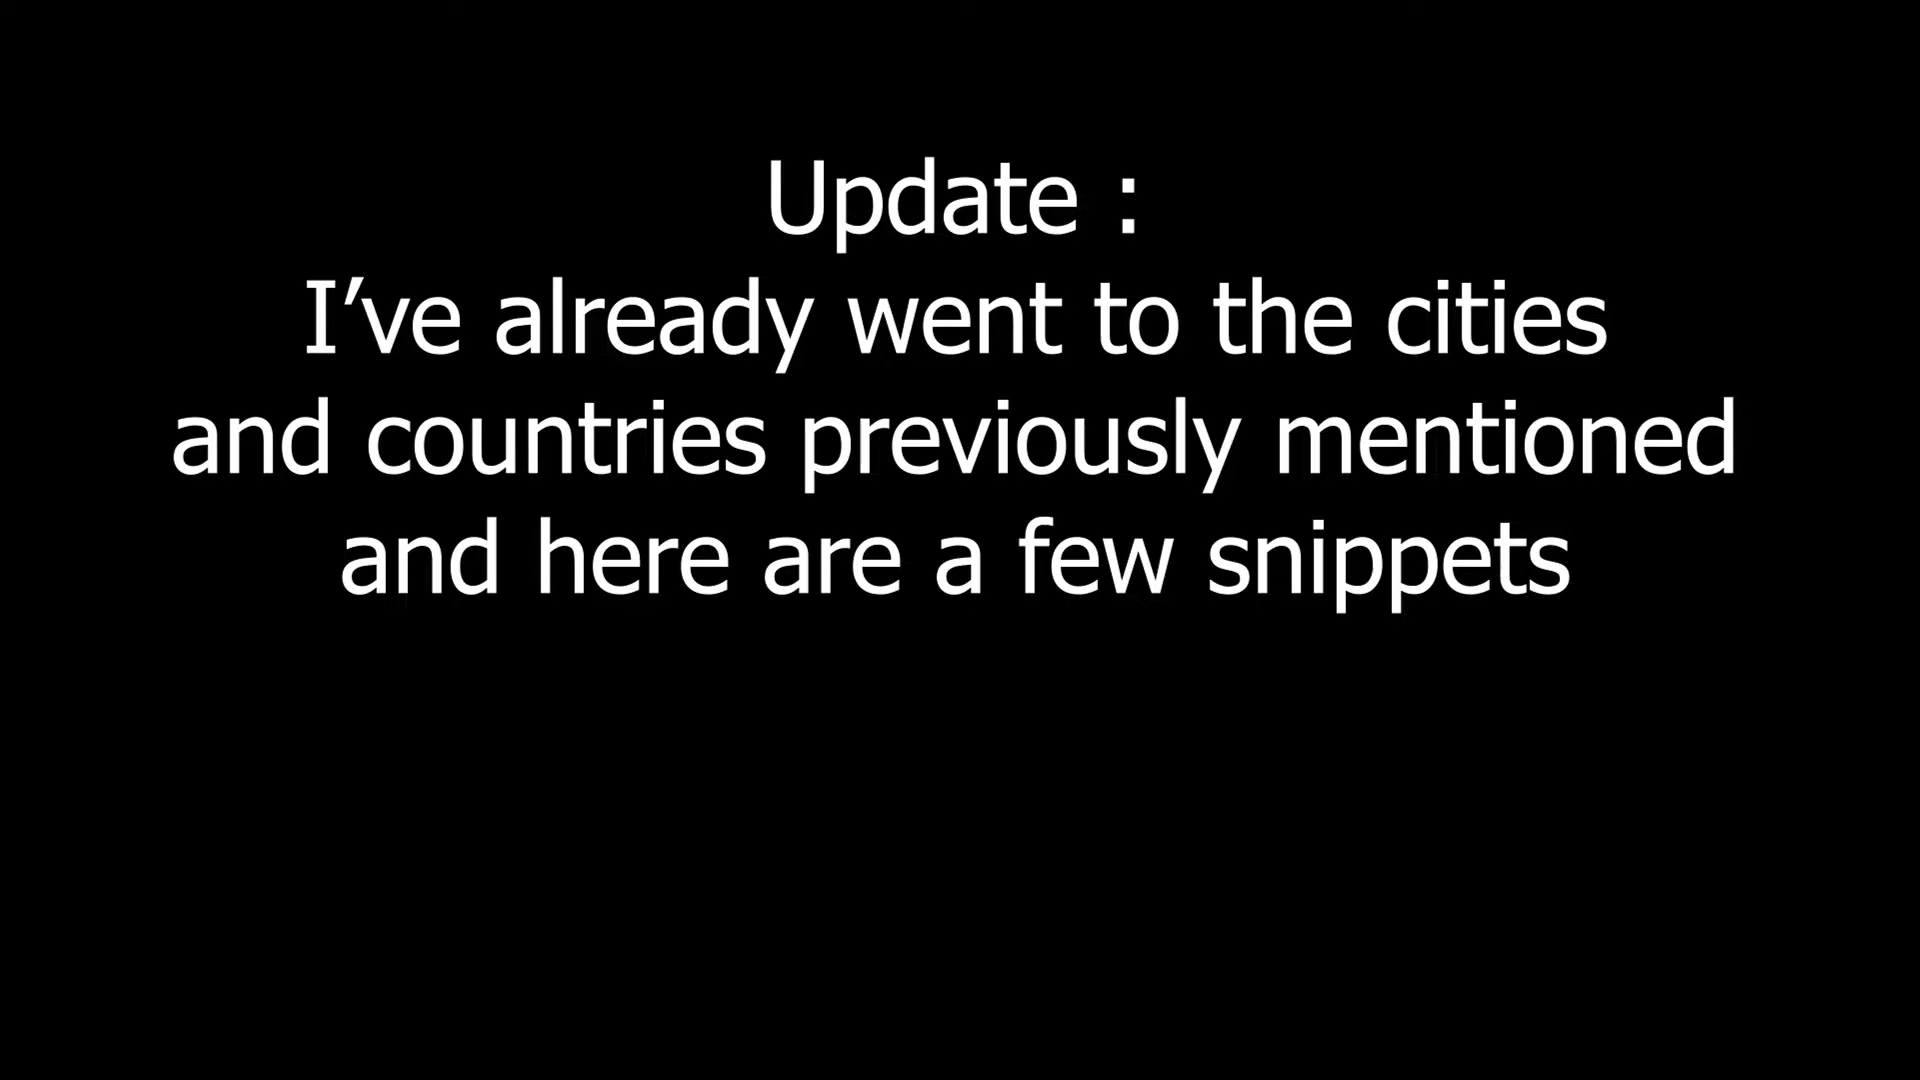 Update :
I’ve already went to the cities
and countries previously mentioned
and here are a few snippets